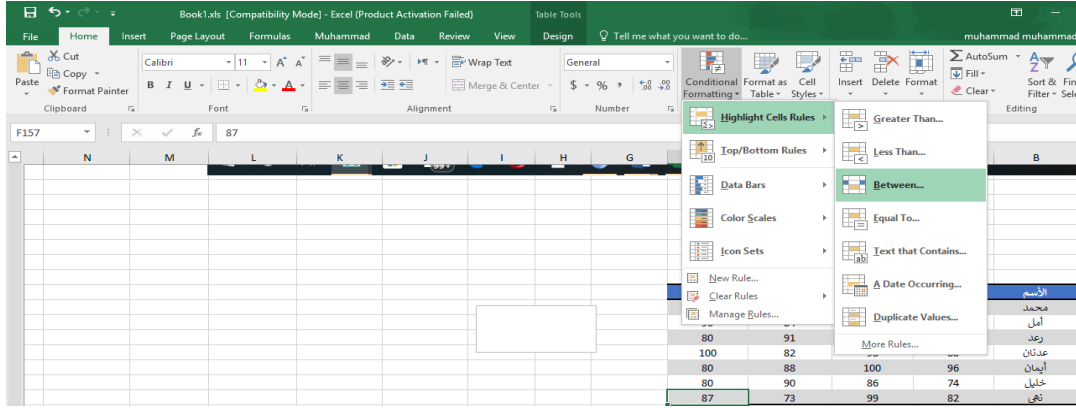 Book1.xls [Compatibility Mode] - Excel (Product Activation Failed)
Table Tools
File Home Insert Page Layout Formulas Muhammad Data Review View Design Tell me what you want to do... muhammad muhammad
Paste
Cut
Copy
Format Painter
Clipboard
Calibri 11 A A
B I U A
Font
Wrap Text
Merge & Center
Alignment
General
$ % ,
Number
Conditional Formatting
Format as Table
Cell Styles
Insert Delete Format
AutoSum
Fill
Clear
Sort & Filter
Editing
F157 fx 87
N M L K J I H G B
Highlight Cells Rules
Top/Bottom Rules
Data Bars
Color Scales
Icon Sets
New Rule...
Clear Rules
Manage Rules...
Greater Than...
Less Than...
Between...
Equal To...
Text that Contains...
A Date Occurring...
Duplicate Values...
More Rules...
الأسم
محمد
أمل
80 91 رعد
100 82 عدنان
80 88 100 96 أيمان
80 90 86 74 خليل
87 73 99 82 نهى